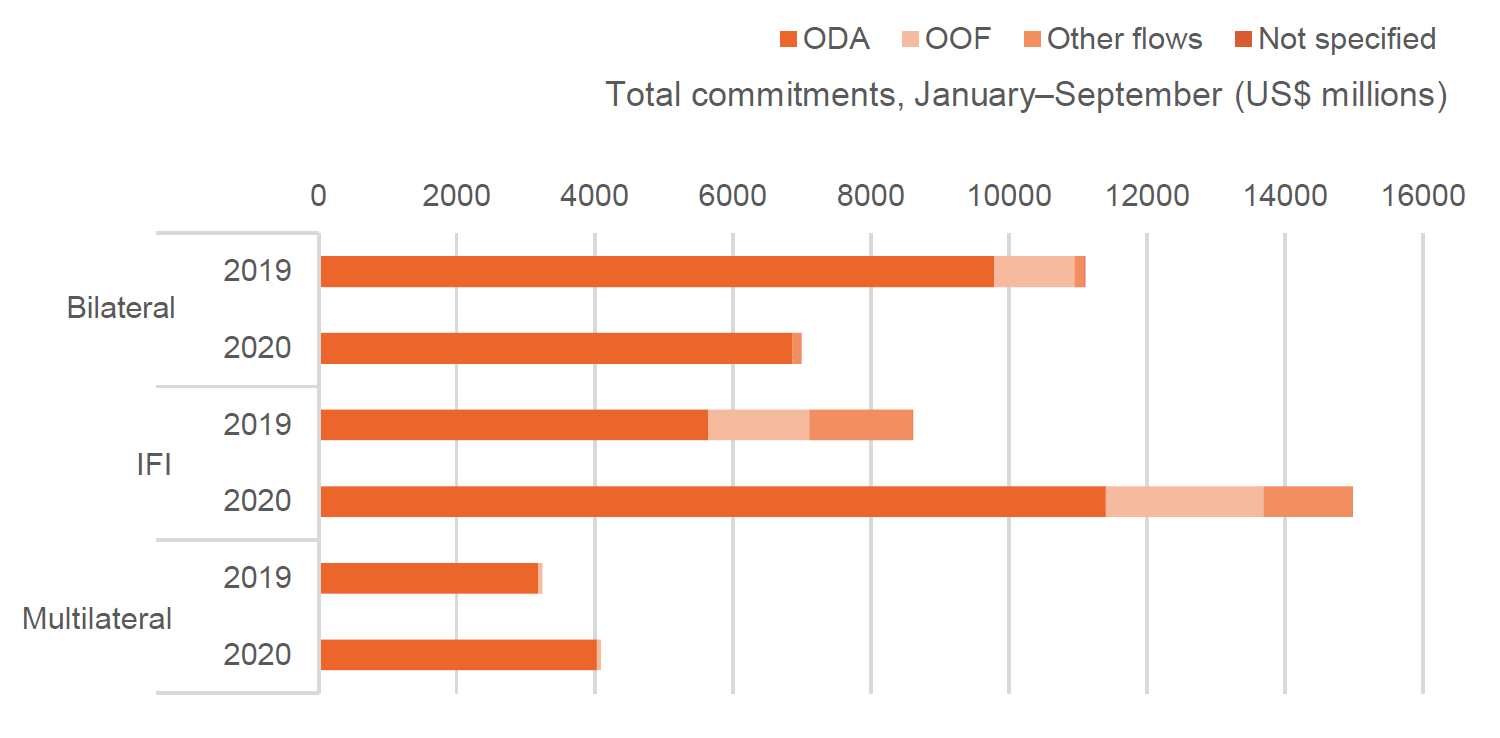 ODA OOF Other flows Not specified
Total commitments, January–September (US$ millions)
0 2000 4000 6000 8000 10000 12000 14000 16000
Bilateral
2019
2020
IFI
2019
2020
Multilateral
2019
2020